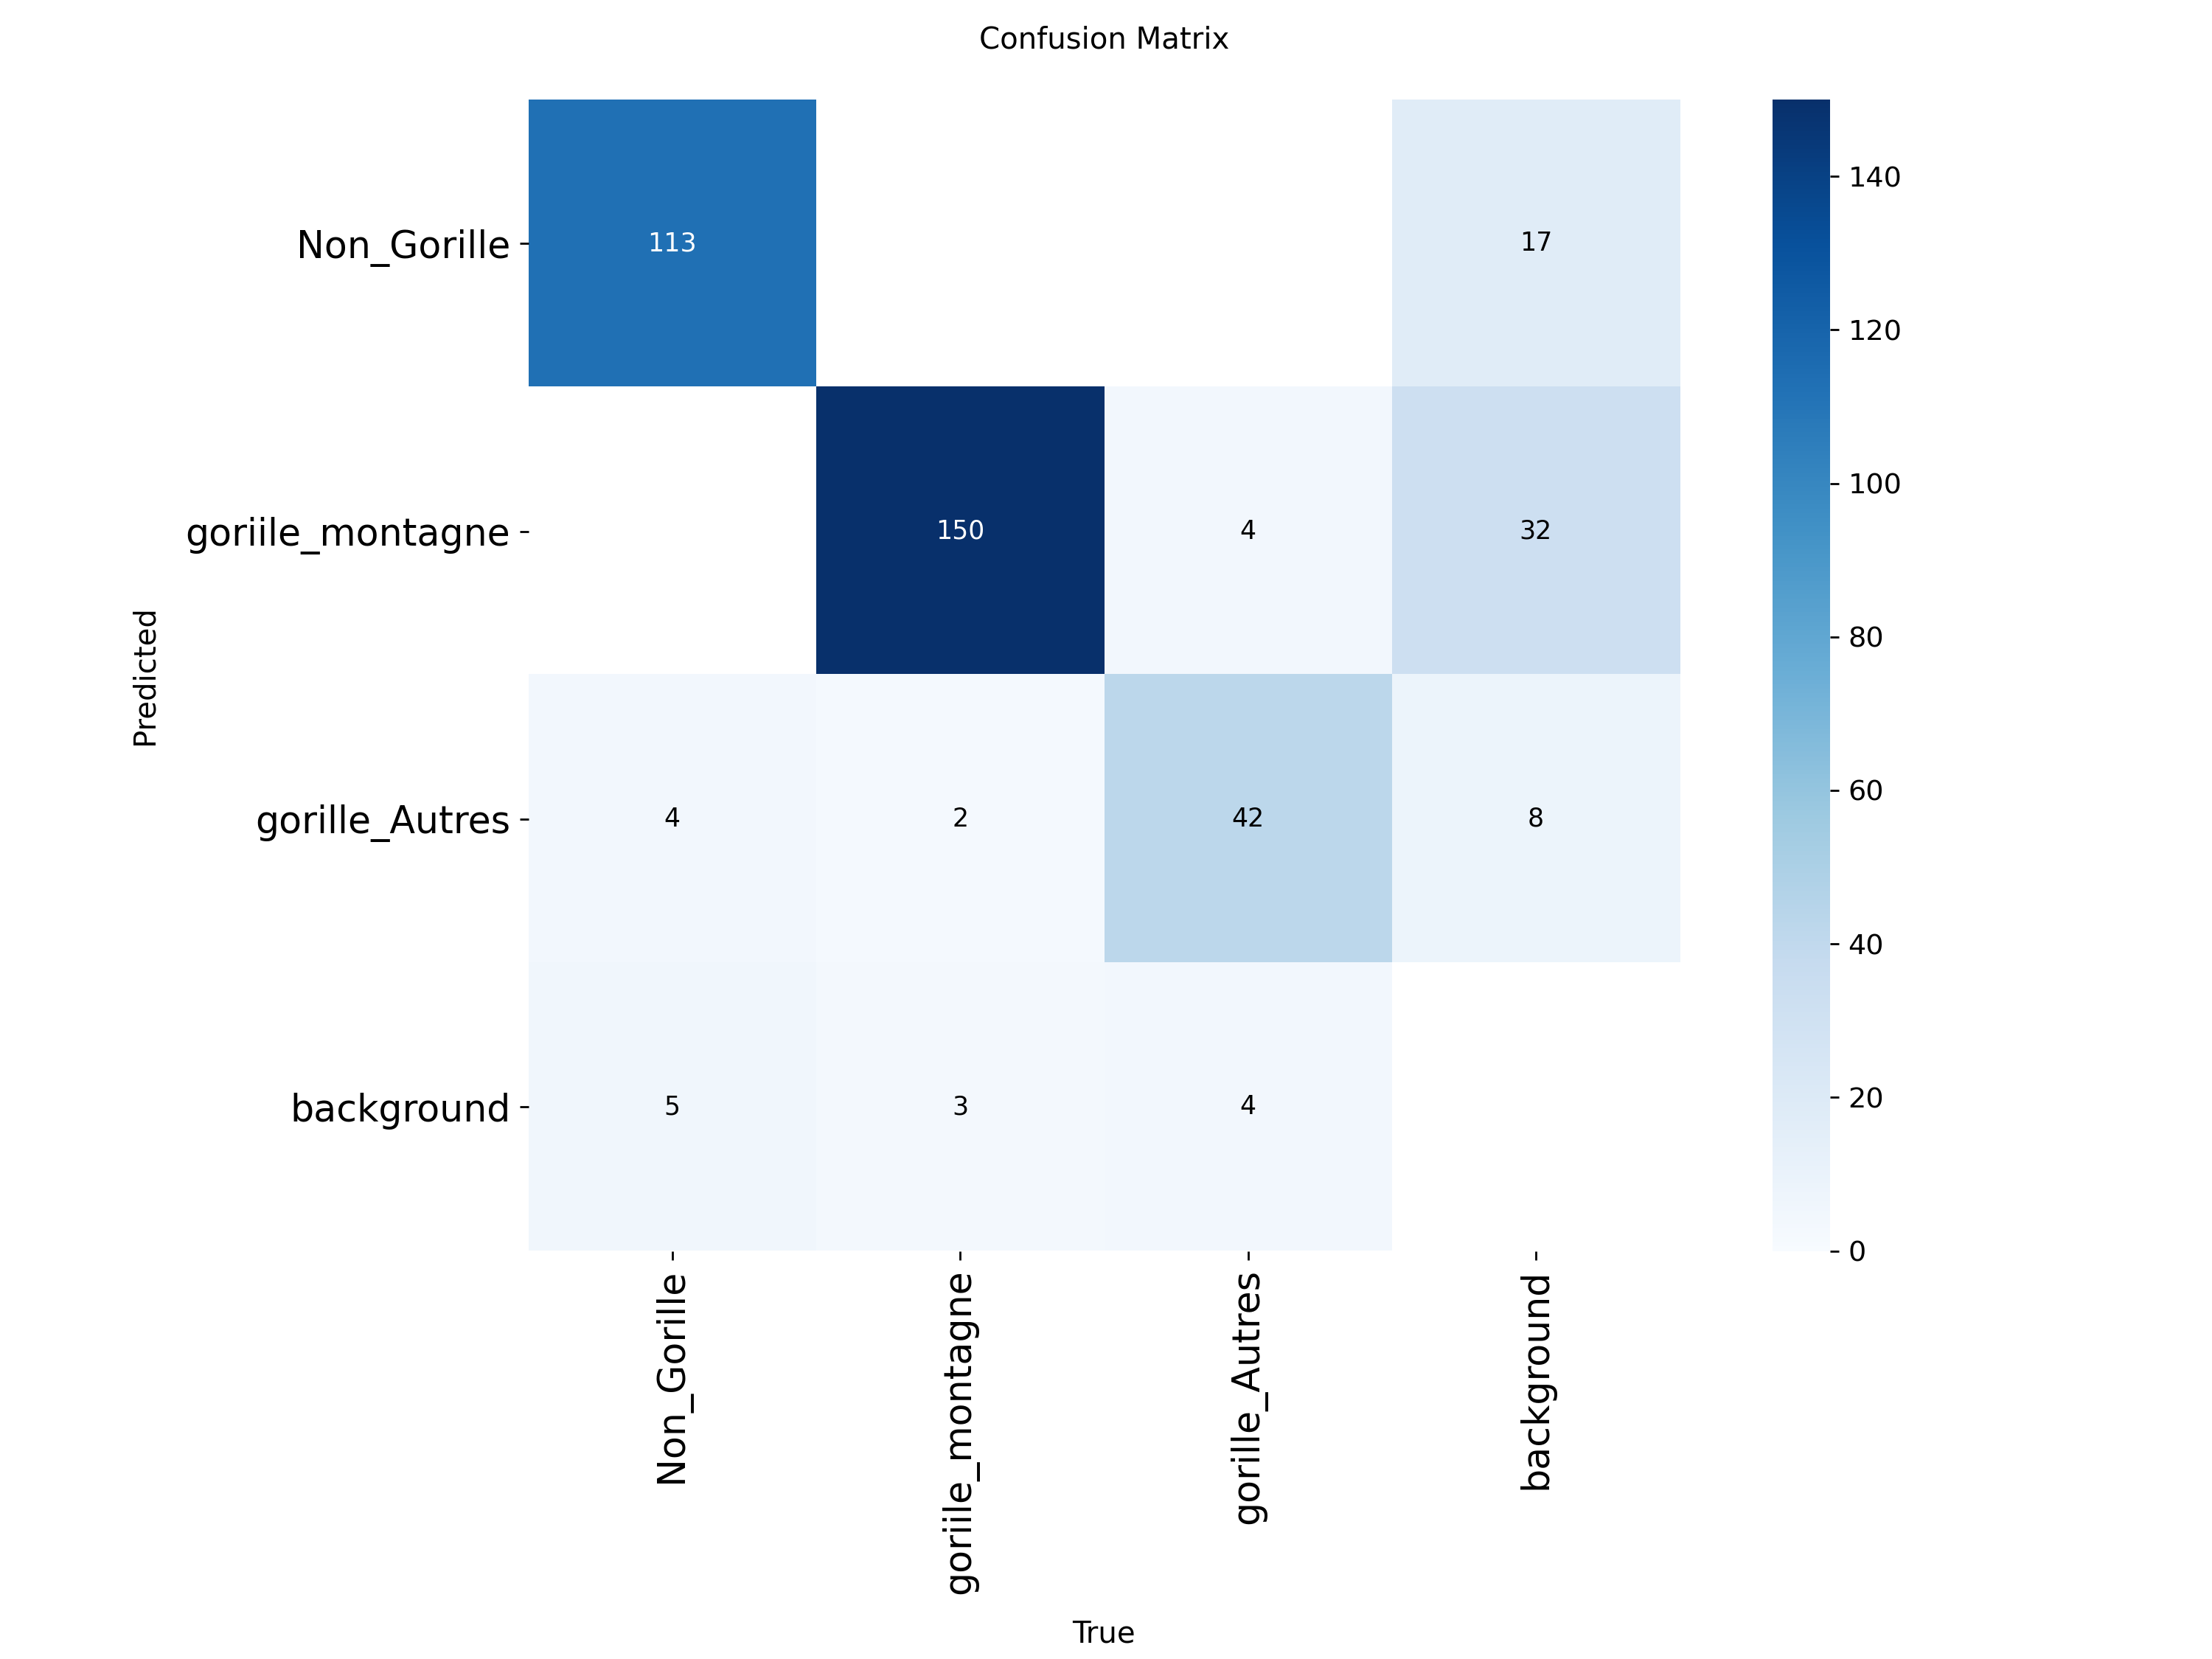 Confusion Matrix
Non_Gorille
113
17
140
120
goriile_montagne
150
4
32
100
80
Predicted
gorille_Autres
4
2
42
8
60
40
background
5
3
4
20
0
Non_Gorille
goriile_montagne
gorille_Autres
background
True